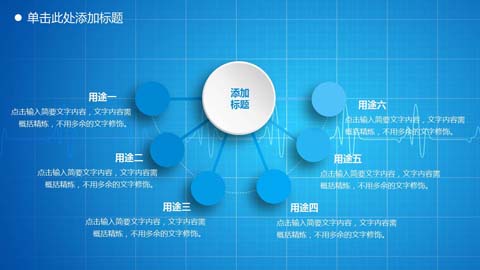 单击此处添加标题
添加
标题
用途一
点击输入简要文字内容，文字内容需
概括精炼，不用多余的文字修饰。
用途二
点击输入简要文字内容，文字内容需
概括精炼，不用多余的文字修饰。
用途三
点击输入简要文字内容，文字内容需
概括精炼，不用多余的文字修饰。
用途四
点击输入简要文字内容，文字内容需
概括精炼，不用多余的文字修饰。
用途五
点击输入简要文字内容，文字内容需
概括精炼，不用多余的文字修饰。
用途六
点击输入简要文字内容，文字内容需
概括精炼，不用多余的文字修饰。